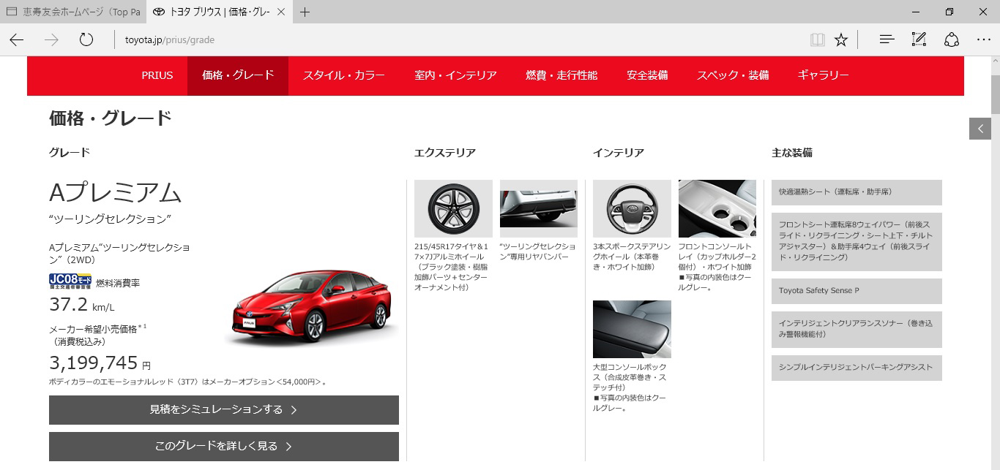 恵寿友会ホームページ（Top Pa
トヨタ プリウス | 価格・グレー
toyota.jp/prius/grade
PRIUS
価格・グレード
スタイル・カラー
室内・インテリア
燃費・走行性能
安全装備
スペック・装備
ギャラリー
価格・グレード
グレード
Aプレミアム
“ツーリングセレクション”
Aプレミアム“ツーリングセレクショ
ン”（2WD）
JC08モード 燃料消費率
国土交通省審査値
37.2 km/L
メーカー希望小売価格＊1
（消費税込み）
3,199,745 円
ボディカラーのエモーショナルレッド〈3T7〉はメーカーオプション＜54,000円＞。
PRIUS
見積をシミュレーションする
このグレードを詳しく見る
エクステリア
215/45R17タイヤ＆1
7×7Jアルミホイール
（ブラック塗装・樹脂
加飾パーツ＋センター
オーナメント付）
“ツーリングセレクショ
ン”専用リヤバンパー
インテリア
3本スポークステアリン
グホイール（本革巻
き・ホワイト加飾）
フロントコンソールト
レイ（カップホルダー2
個付）・ホワイト加飾
■写真の内装色はクー
ルグレー。
大型コンソールボック
ス（合成皮革巻き・ス
テッチ付）
■写真の内装色はクー
ルグレー。
主な装備
快適温熱シート（運転席・助手席）
フロントシート運転席8ウェイパワー（前後ス
ライド・リクライニング・シート上下・チルト
アジャスター）＆助手席4ウェイ（前後スライ
ド・リクライニング）
Toyota Safety Sense P
インテリジェントクリアランスソナー（巻き込
み警報機能付）
シンプルインテリジェントパーキングアシスト